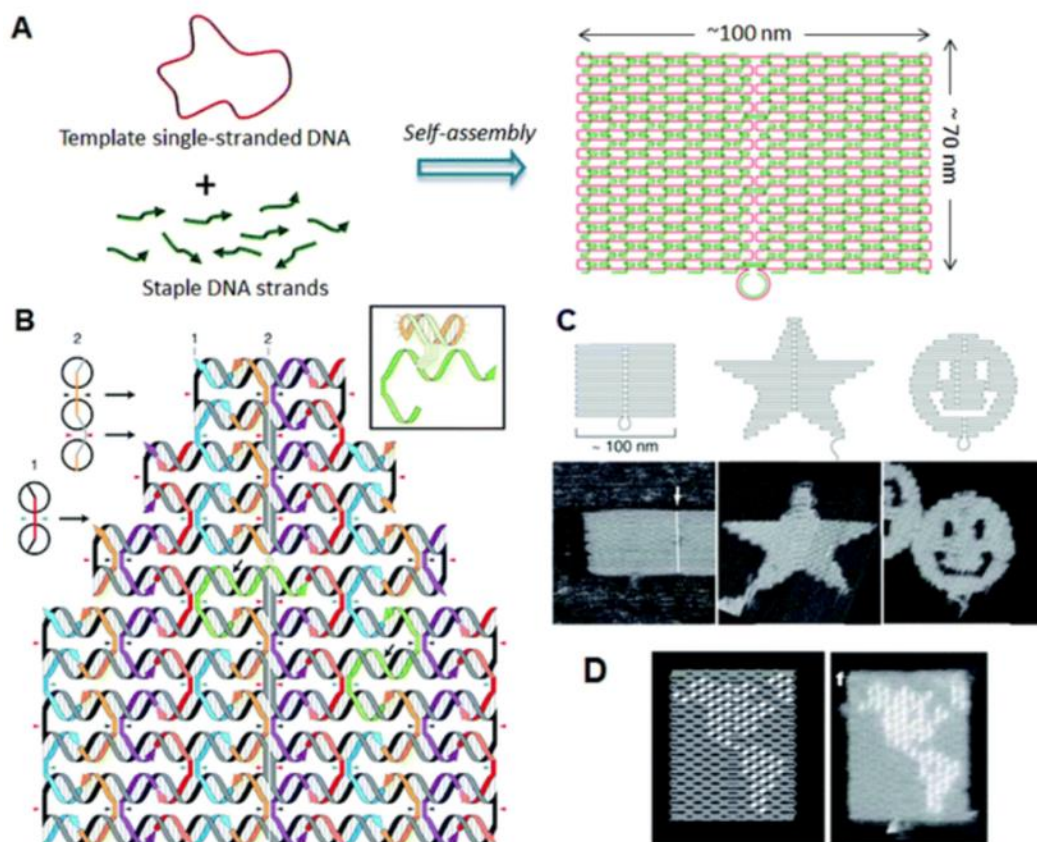 A
~100 nm
Template single-stranded DNA
+
Staple DNA strands
Self-assembly
~ 70 nm
B
2
1
1
2
C
~ 100 nm
D